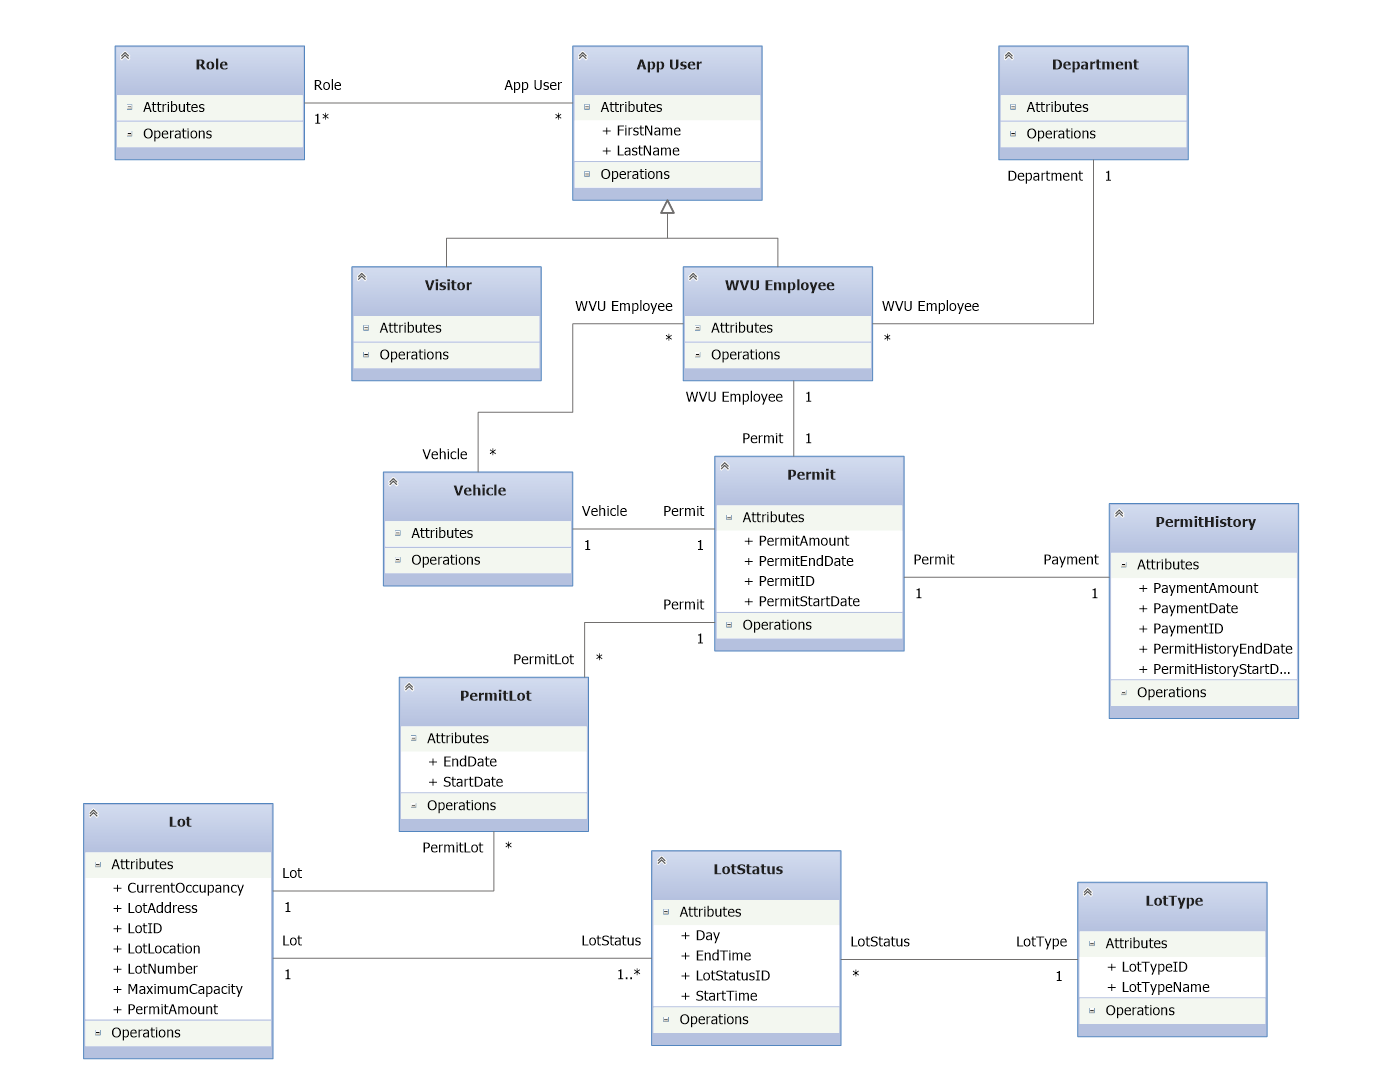 Role
Attributes
Operations
Role
1*
App User
*
App User
Attributes
+ FirstName
+ LastName
Operations
Department
Attributes
Operations
Department
1
Visitor
Attributes
Operations
WVU Employee
*
WVU Employee
Attributes
Operations
WVU Employee
*
WVU Employee
1
Permit
1
Vehicle
*
Vehicle
Attributes
Operations
Vehicle
1
Permit
1
Permit
Attributes
+ PermitAmount
+ PermitEndDate
+ PermitID
+ PermitStartDate
Operations
Permit
1
Payment
1
PermitHistory
Attributes
+ PaymentAmount
+ PaymentDate
+ PaymentID
+ PermitHistoryEndDate
+ PermitHistoryStartD...
Operations
Permit
1
PermitLot
*
PermitLot
Attributes
+ EndDate
+ StartDate
Operations
PermitLot
*
Lot
Attributes
+ CurrentOccupancy
+ LotAddress
+ LotID
+ LotLocation
+ LotNumber
+ MaximumCapacity
+ PermitAmount
Operations
Lot
1
Lot
1
LotStatus
1..*
LotStatus
Attributes
+ Day
+ EndTime
+ LotStatusID
+ StartTime
Operations
LotStatus
*
LotType
1
LotType
Attributes
+ LotTypeID
+ LotTypeName
Operations